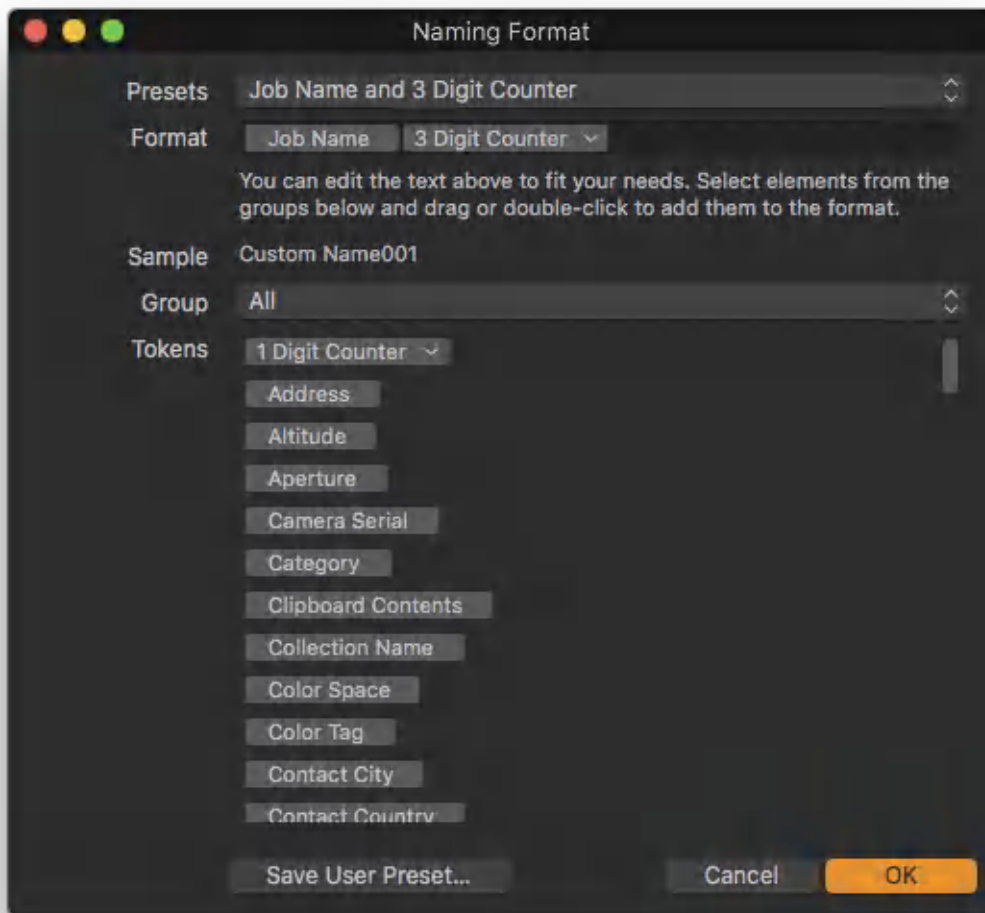 Naming Format
Presets Job Name and 3 Digit Counter
Format Job Name 3 Digit Counter
You can edit the text above to fit your needs. Select elements from the
groups below and drag or double-click to add them to the format.
Sample Custom Name001
Group All
Tokens 1 Digit Counter
Address
Altitude
Aperture
Camera Serial
Category
Clipboard Contents
Collection Name
Color Space
Color Tag
Contact City
Contact Country
Save User Preset... Cancel OK